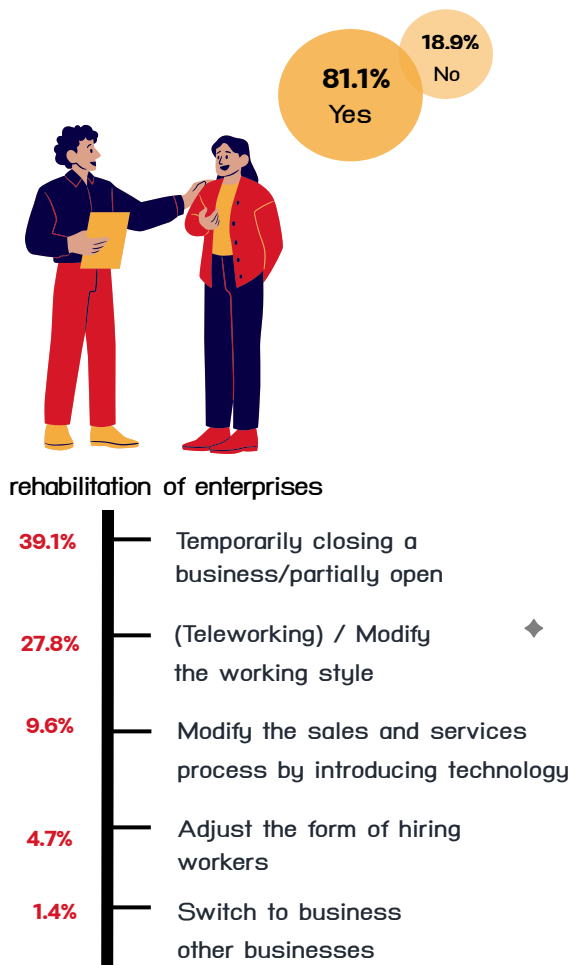 18.9%
No
81.1%
Yes
rehabilitation of enterprises
39.1%
Temporarily closing a
business/partially open
27.8%
(Teleworking) / Modify
the working style
9.6%
Modify the sales and services
process by introducing technology
4.7%
Adjust the form of hiring
workers
1.4%
Switch to business
other businesses